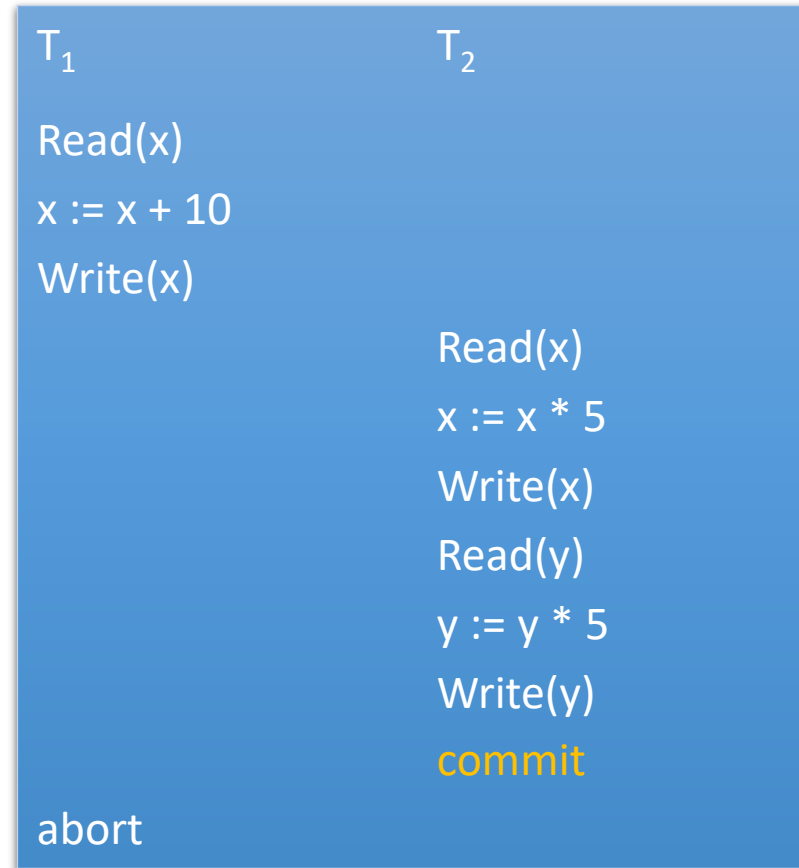 T₁ T₂
Read(x)
x := x + 10
Write(x)
Read(x)
x := x * 5
Write(x)
Read(y)
y := y * 5
Write(y)
commit
abort